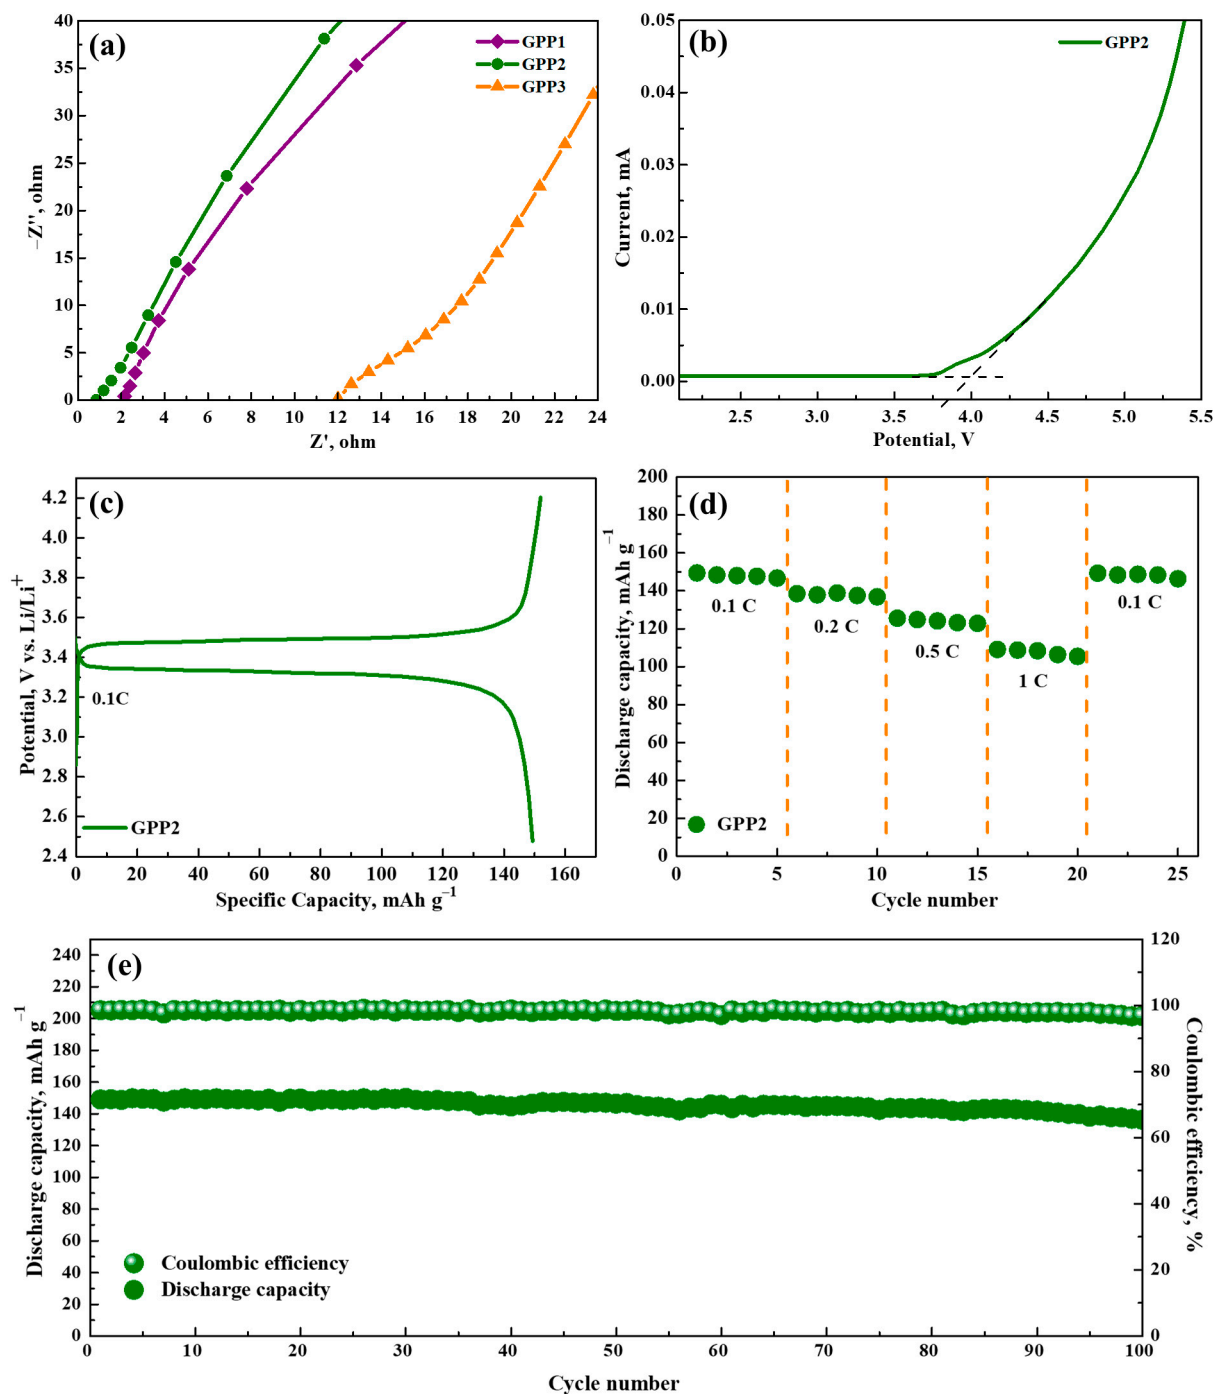 (a)
GPP1
GPP2
GPP3
40
35
30
25
20
15
10
5
0
−Z'', ohm
0 2 4 6 8 10 12 14 16 18 20 22 24
Z', ohm
(b)
GPP2
0.05
0.04
0.03
0.02
0.01
0.00
Current, mA
2.5 3.0 3.5 4.0 4.5 5.0 5.5
Potential, V
(c)
4.2
3.9
3.6
3.4
3.2
3.0
2.8
2.6
2.4
Potential, V vs. Li/Li⁺
0.1C
GPP2
0 20 40 60 80 100 120 140 160
Specific Capacity, mAh g⁻¹
(d)
200
180
160
140
120
100
80
60
40
20
0
Discharge capacity, mAh g⁻¹
0.1 C
0.2 C
0.5 C
1 C
0.1 C
GPP2
0 5 10 15 20 25
Cycle number
(e)
240
220
200
180
160
140
120
100
80
60
40
20
0
Discharge capacity, mAh g⁻¹
120
100
80
60
40
20
0
Coulombic efficiency, %
Coulombic efficiency
Discharge capacity
0 10 20 30 40 50 60 70 80 90 100
Cycle number